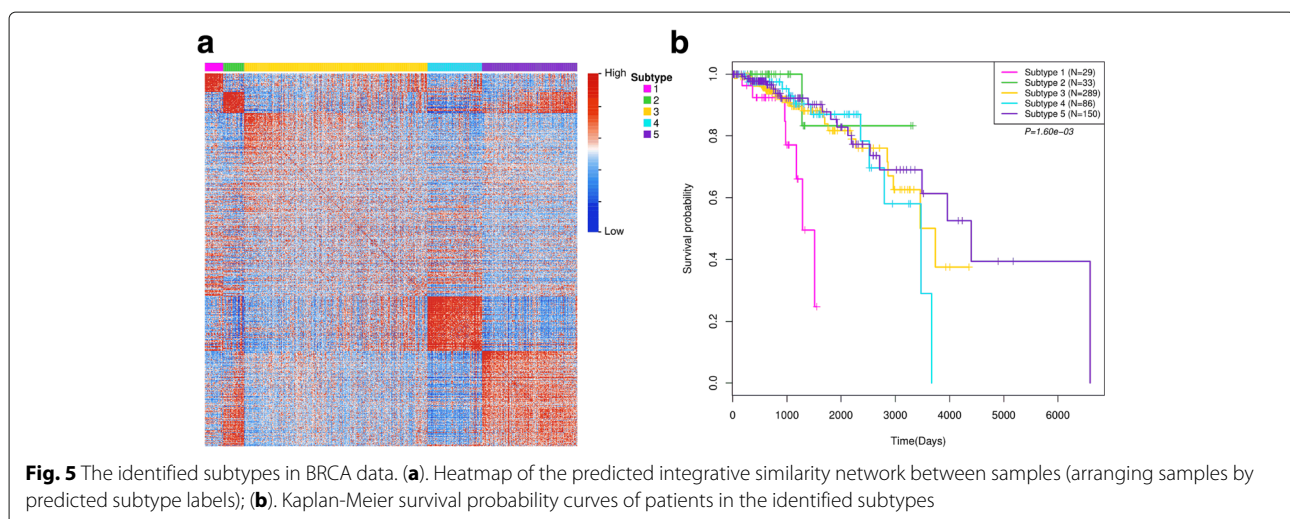 a
High
Low
Subtype
1
2
3
4
5
b
Survival probability
1.0
0.8
0.6
0.4
0.2
0.0
0
1000
2000
3000
4000
5000
6000
Time(Days)
Subtype 1 (N=29)
Subtype 2 (N=33)
Subtype 3 (N=289)
Subtype 4 (N=86)
Subtype 5 (N=150)
P=1.60e−03
Fig. 5 The identified subtypes in BRCA data. (a). Heatmap of the predicted integrative similarity network between samples (arranging samples by
predicted subtype labels); (b). Kaplan-Meier survival probability curves of patients in the identified subtypes